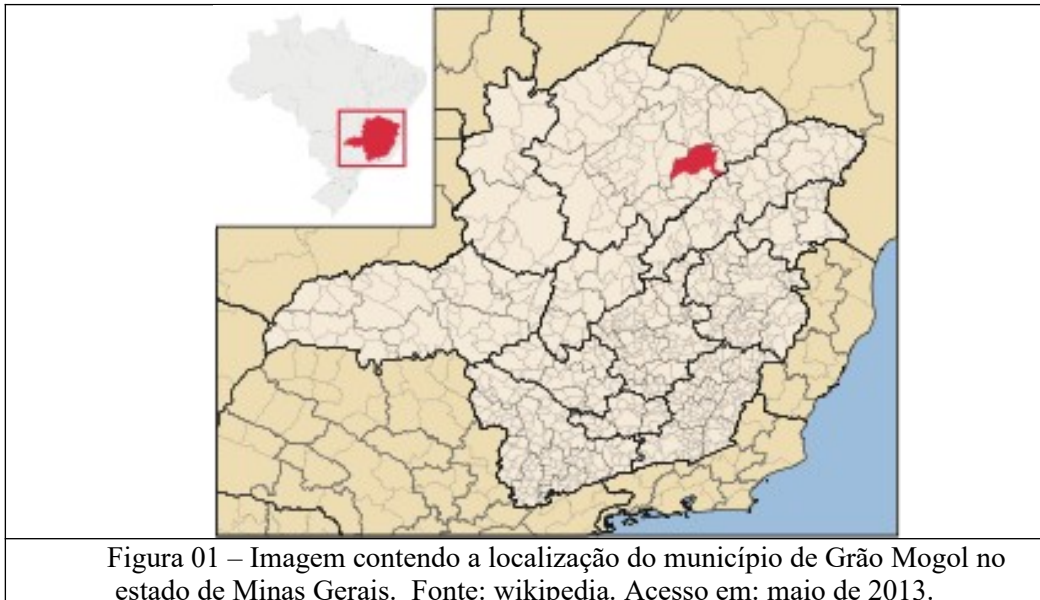 Figura 01 – Imagem contendo a localização do município de Grão Mogol no
estado de Minas Gerais. Fonte: wikipedia. Acesso em: maio de 2013.